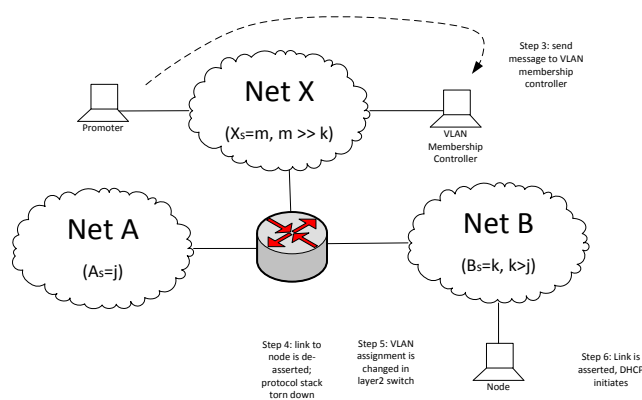 Step 3: send
message to VLAN
membership
controller
Net X
(Xs=m, m >> k)
Promoter
VLAN
Membership
Controller
Net A
(As=j)
Net B
(Bs=k, k>j)
Step 4: link to
node is de-
asserted;
protocol stack
torn down
Step 5: VLAN
assignment is
changed in
layer2 switch
Node
Step 6: Link is
asserted, DHCP
initiates